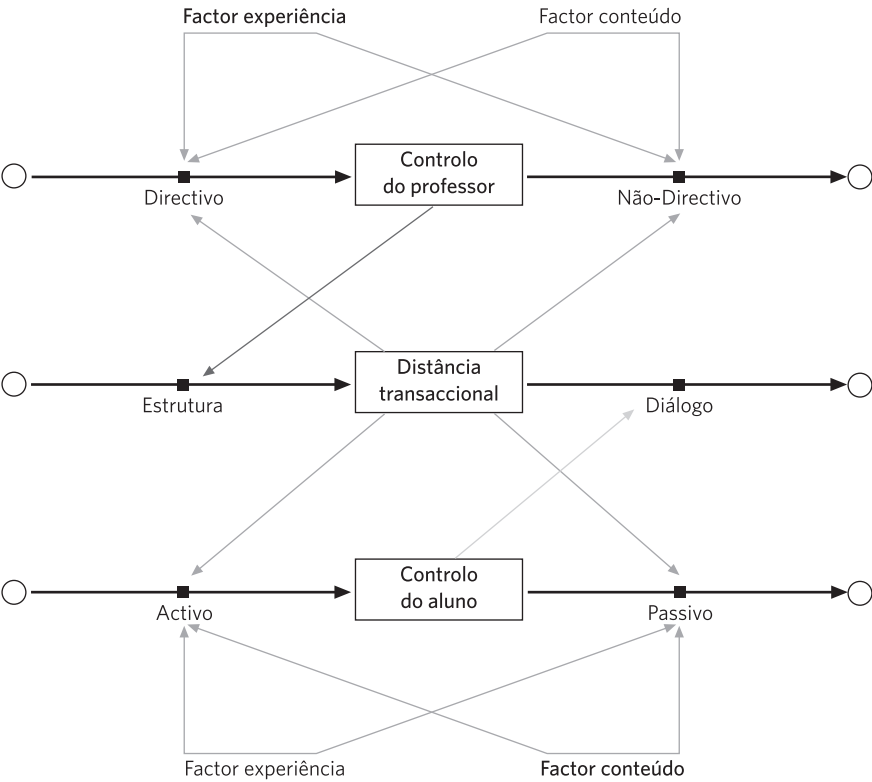 Factor experiência
Factor conteúdo
Controlo
do professor
Directivo
Não-Directivo
Distância
transaccional
Estrutura
Diálogo
Controlo
do aluno
Activo
Passivo
Factor experiência
Factor conteúdo